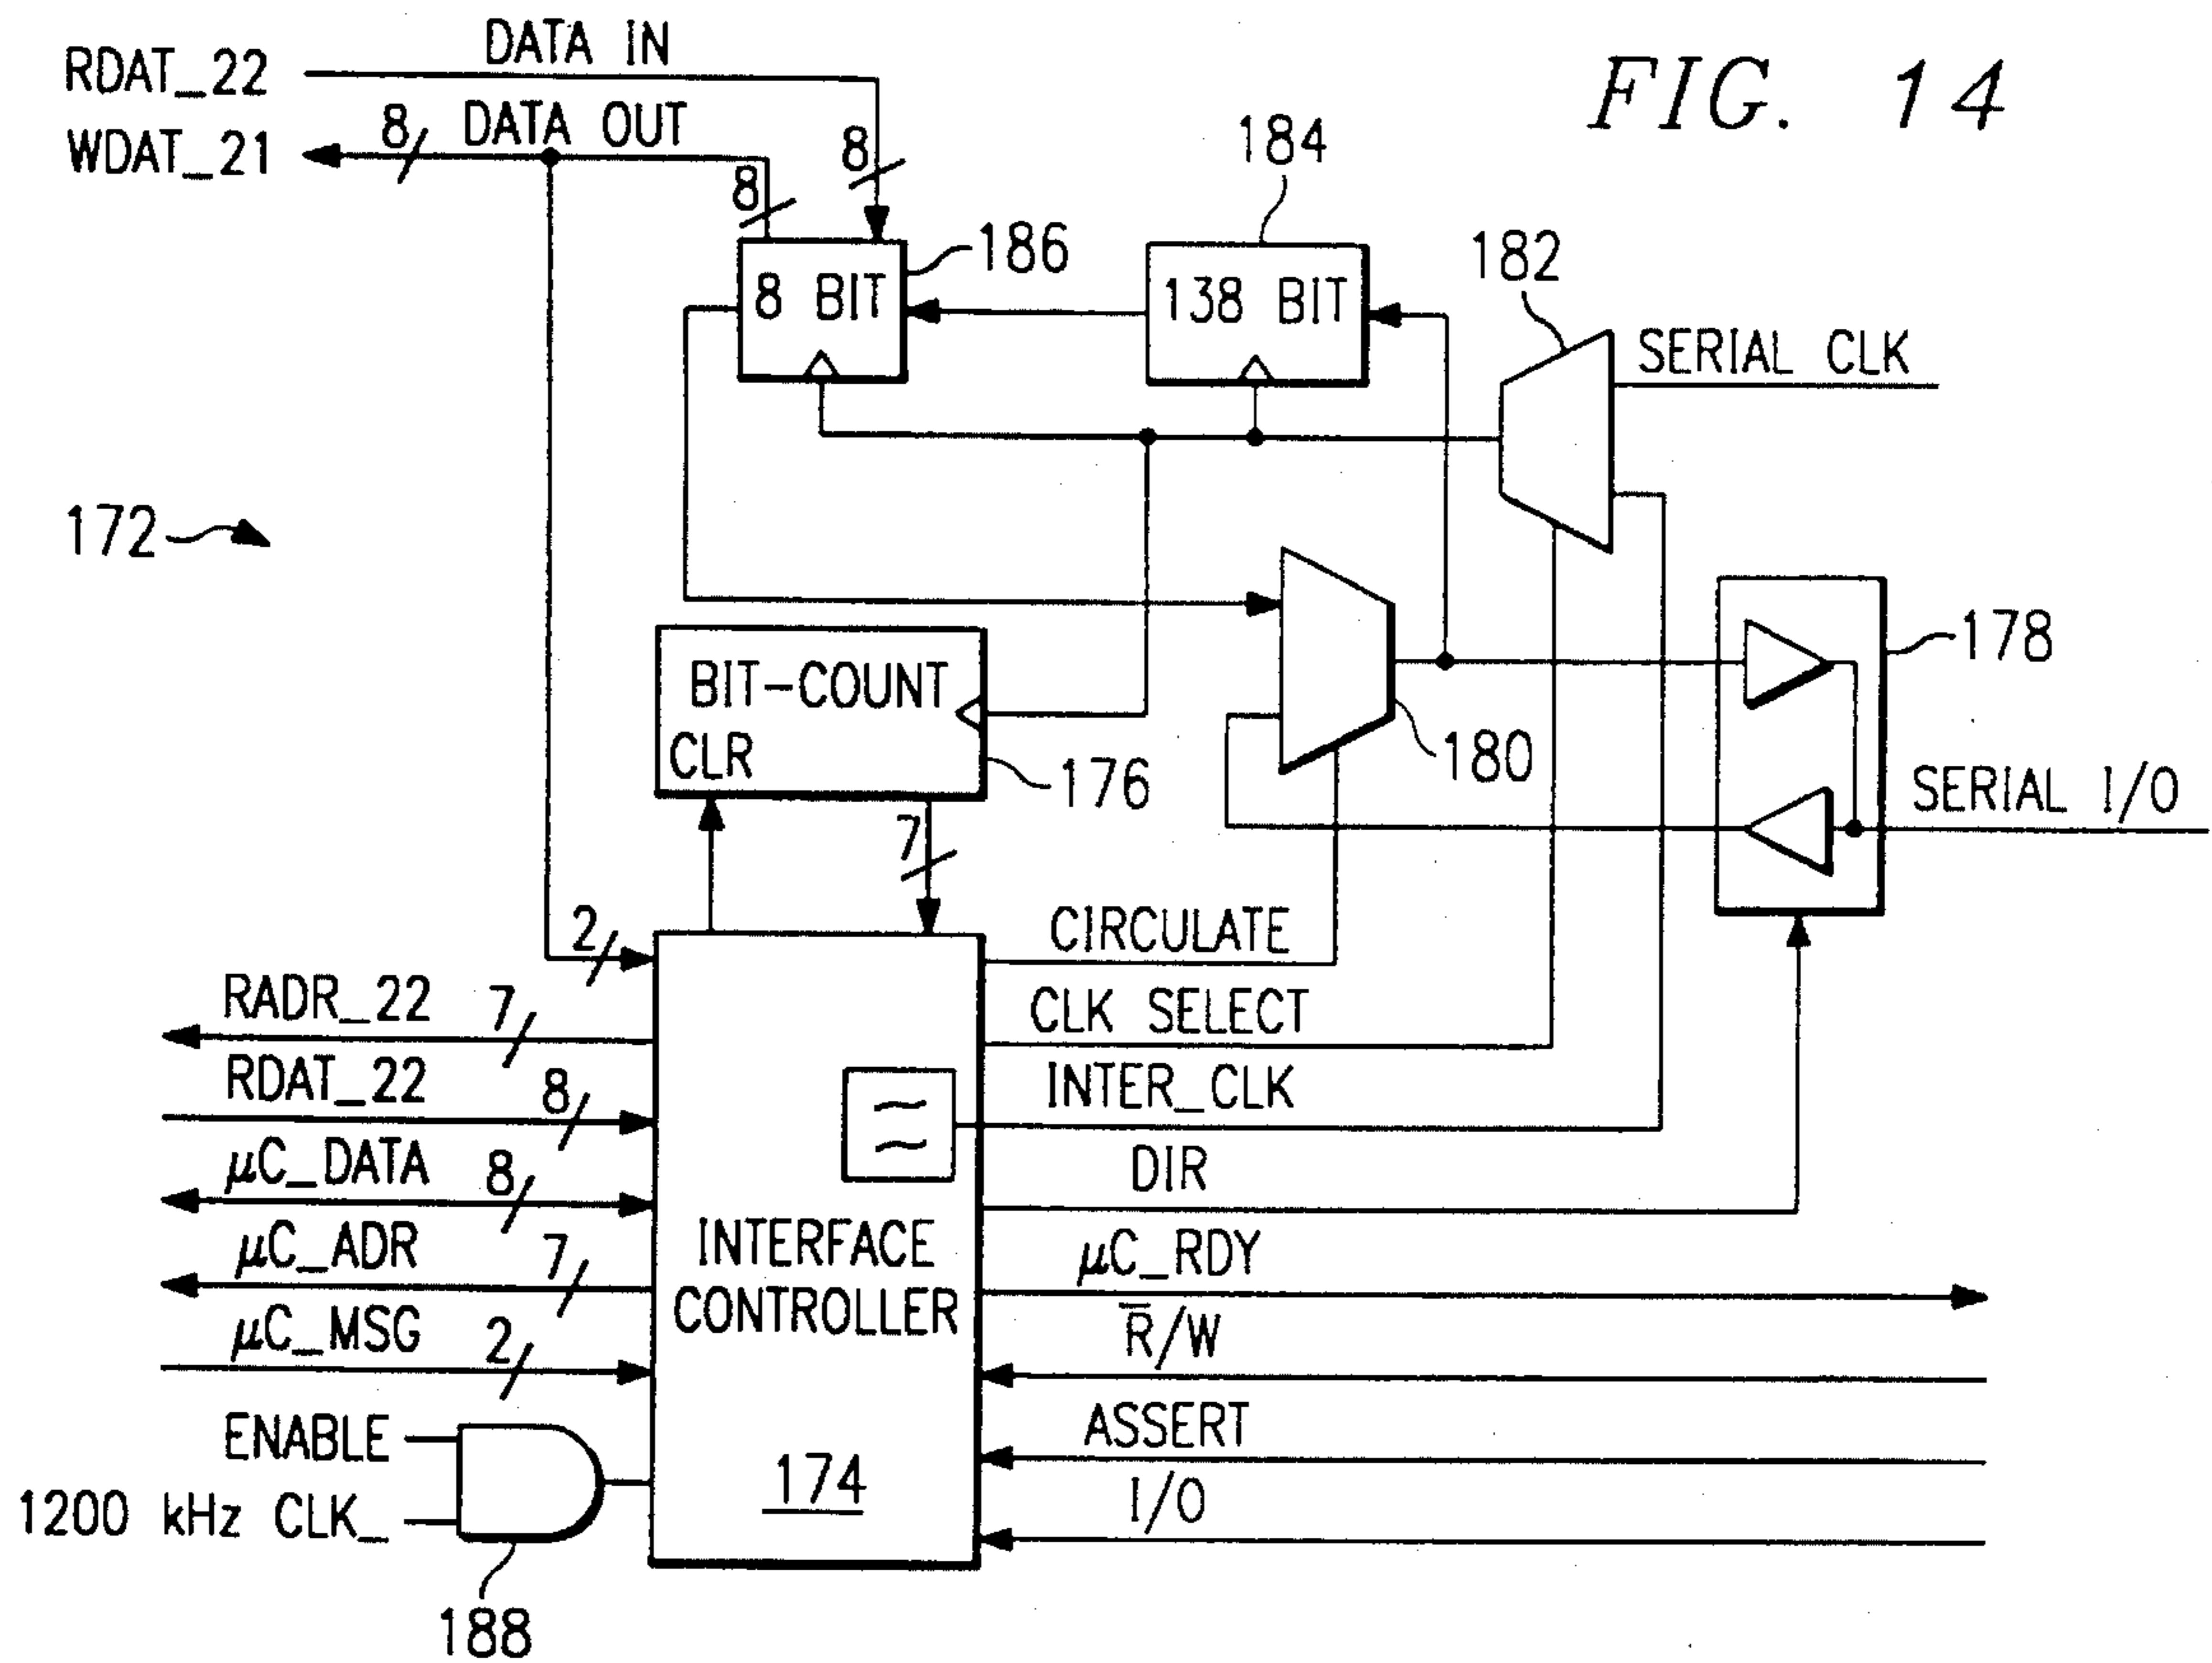 FIG. 14
RDAT_22
DATA IN
8
WDAT_21
8
DATA OUT
8
184
186
182
8 BIT
138 BIT
SERIAL CLK
172
178
BIT-COUNT
CLR
176
180
SERIAL I/O
7
2
CIRCULATE
RADR_22
7
CLK SELECT
RDAT_22
8
INTER_CLK
μC_DATA
8
DIR
μC_ADR
7
INTERFACE
CONTROLLER
μC_RDY
μC_MSG
2
R̅/W
ENABLE
ASSERT
1200 kHz CLK_
174
I/O
188